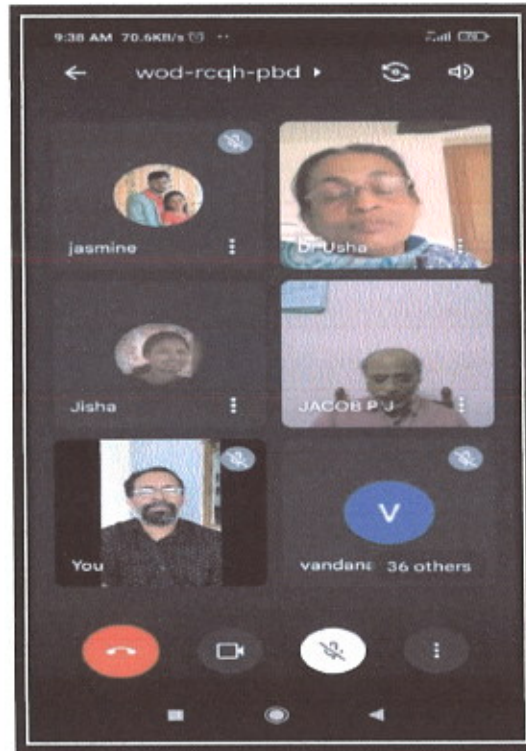 9:38 AM 70.6KB/s
wod-rcqh-pbd
jasmine
Dr Usha
Jisha
JACOB P J
You
V
vandana 36 others